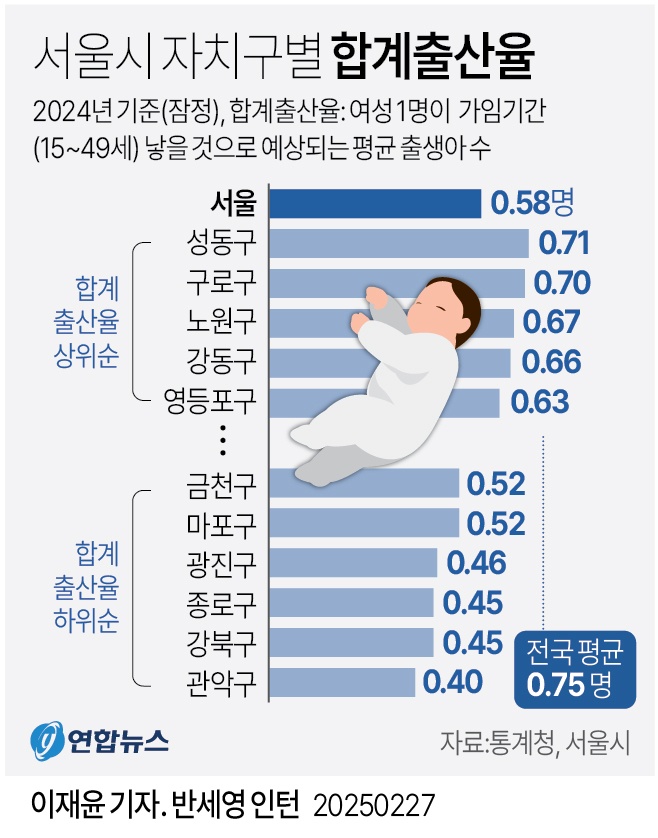 서울시 자치구별 합계출산율
2024년 기준(잠정), 합계출산율: 여성 1명이 가임기간
(15~49세) 낳을 것으로 예상되는 평균 출생아 수
서울 0.58명
합계
출산율
상위순
성동구 0.71
구로구 0.70
노원구 0.67
강동구 0.66
영등포구 0.63
⋮
합계
출산율
하위순
금천구 0.52
마포구 0.52
광진구 0.46
종로구 0.45
강북구 0.45
관악구 0.40
전국 평균
0.75 명
연합뉴스
자료:통계청, 서울시
이재윤 기자. 반세영 인턴 20250227